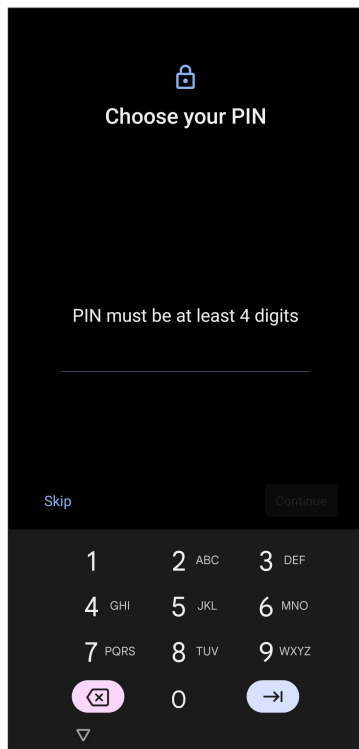 Choose your PIN
PIN must be at least 4 digits
Skip Continue
1 2 ABC 3 DEF
4 GHI 5 JKL 6 MNO
7 PQRS 8 TUV 9 WXYZ
0